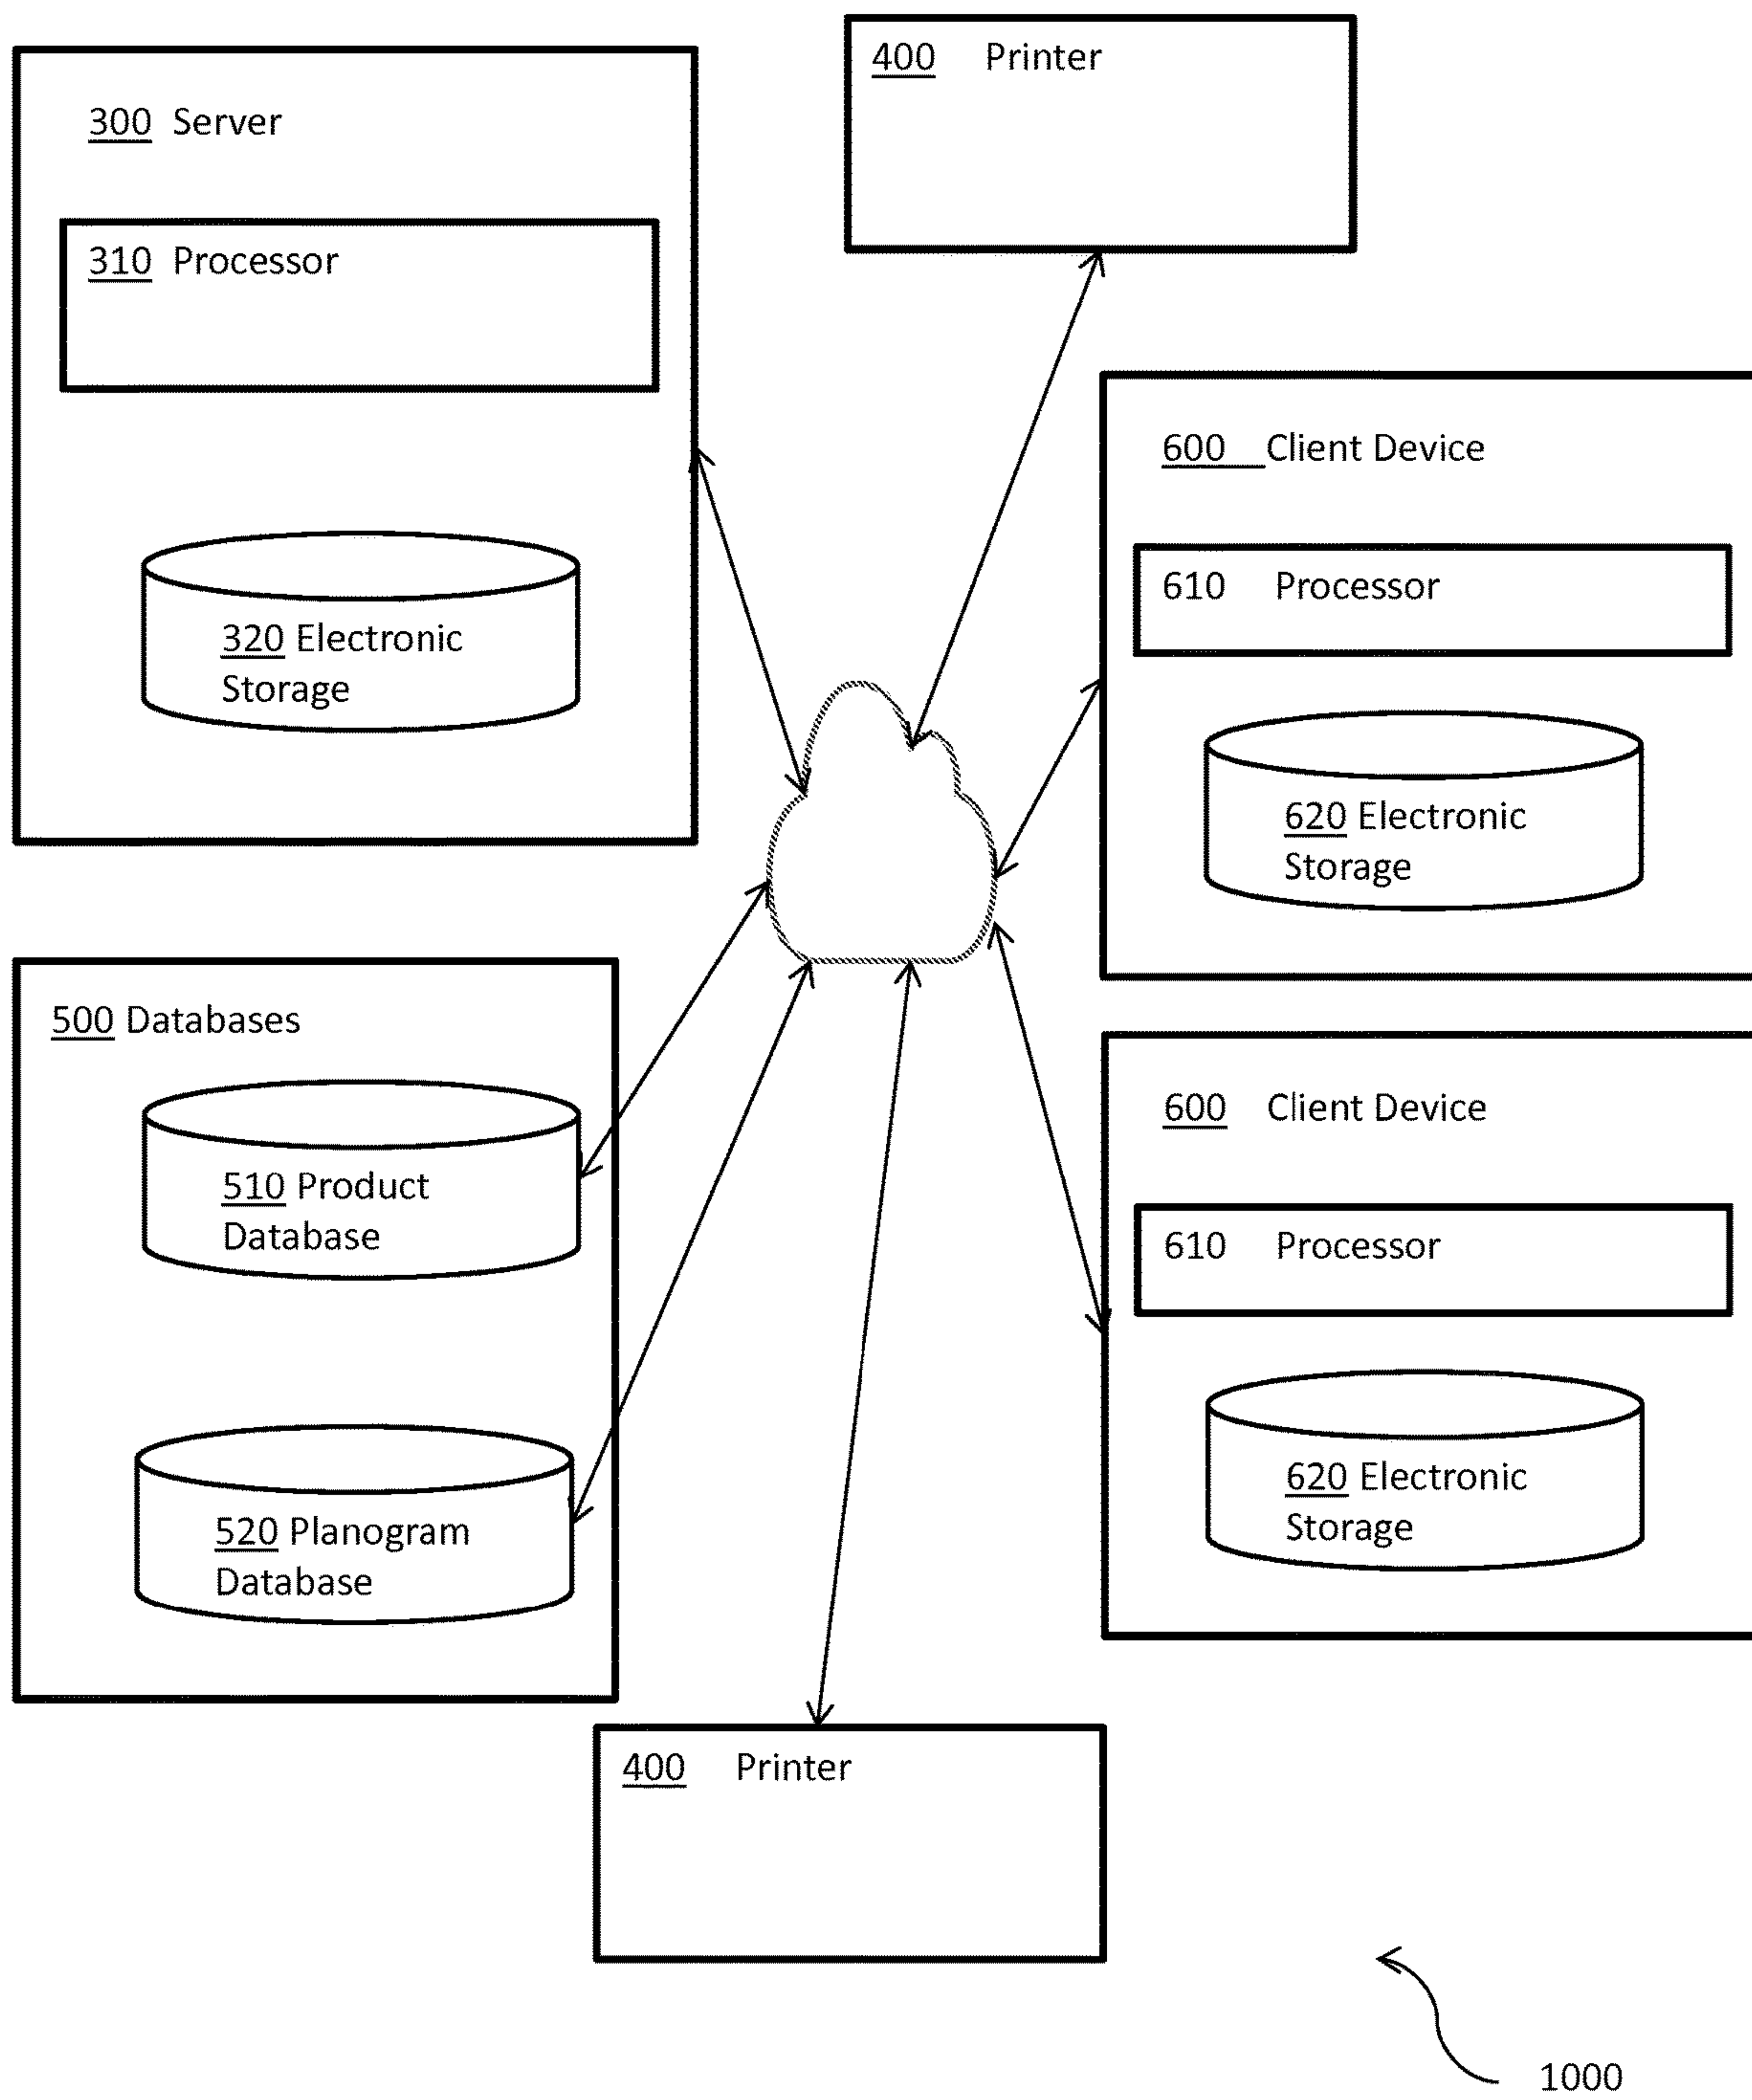 400 Printer
300 Server
310 Processor
320 Electronic
Storage
600 Client Device
610 Processor
620 Electronic
Storage
500 Databases
510 Product
Database
520 Planogram
Database
600 Client Device
610 Processor
620 Electronic
Storage
400 Printer
1000